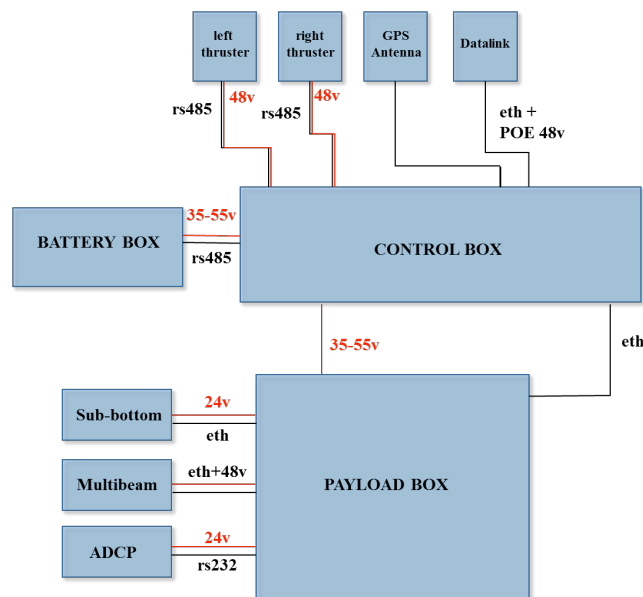 left
thruster
right
thruster
GPS
Antenna
Datalink
48v
rs485
48v
rs485
eth +
POE 48v
35-55v
BATTERY BOX
rs485
CONTROL BOX
35-55v
eth
Sub-bottom
24v
eth
Multibeam
eth+48v
PAYLOAD BOX
ADCP
24v
rs232